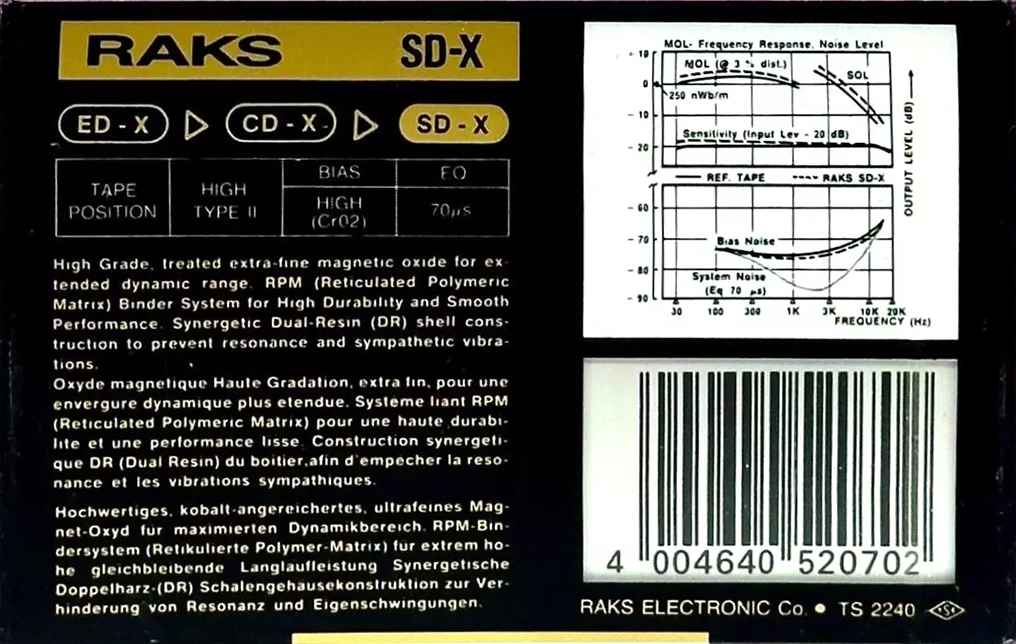 RAKS SD-X
ED - X CD - X SD - X
TAPE POSITION HIGH TYPE II BIAS EQ
HIGH (Cr02) 70µs
High Grade, treated extra-fine magnetic oxide for ex-
tended dynamic range. RPM (Reticulated Polymeric
Matrix) Binder System for High Durability and Smooth
Performance. Synergetic Dual-Resin (DR) shell cons-
truction to prevent resonance and sympathetic vibra-
tions.
Oxyde magnetique Haute Gradation, extra fin, pour une
envergure dynamique plus etendue. Systeme liant RPM
(Reticulated Polymeric Matrix) pour une haute durabi-
lite et une performance lisse. Construction synergeti-
que DR (Dual Resin) du boitier,afin d'empecher la reso-
nance et les vibrations sympathiques.
Hochwertiges, kobalt-angereichertes, ultrafeines Mag-
net-Oxyd für maximierten Dynamikbereich. RPM-Bin-
dersystem (Retikulierte Polymer-Matrix) für extrem ho-
he gleichbleibende Langlaufleistung Synergetische
Doppelharz-(DR) Schalengehäusekonstruktion zur Ver-
hinderung von Resonanz und Eigenschwingungen.
MOL- Frequency Response, Noise Level
+ 10
MOL (@ 3 % dist.)
SOL
0
250 nWb/m
- 10
Sensitivity (Input Lev - 20 dB)
- 20
OUTPUT LEVEL (dB)
REF. TAPE RAKS SD-X
- 60
- 70
Bias Noise
- 80
System Noise
(Eq 70 µs)
- 90
30 100 300 1K 3K 10K 20K
FREQUENCY (Hz)
4 004640 520702
RAKS ELECTRONIC Co. • TS 2240 KSK